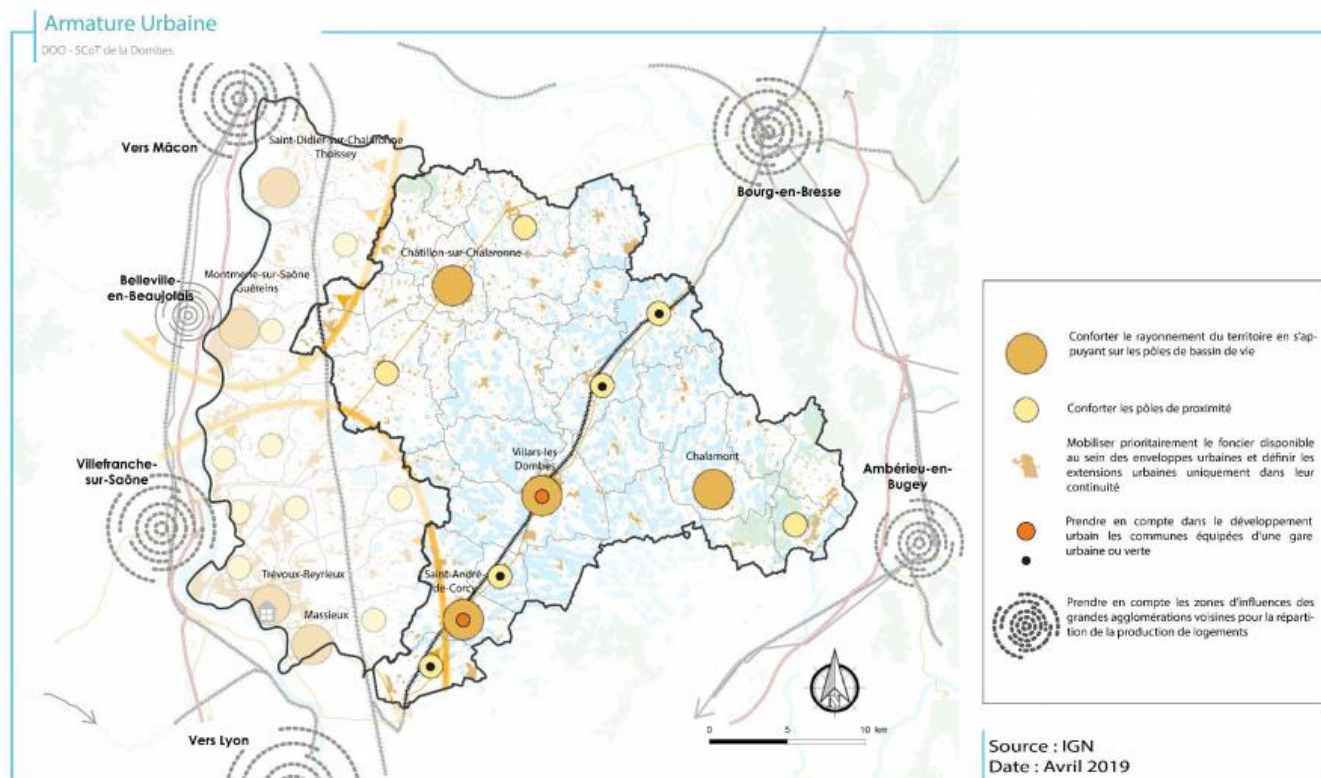 Armature Urbaine
DOO - SCoT de la Dombes
Vers Mâcon
Saint-Didier-sur-Chalaronne
Thoissey
Bourg-en-Bresse
Châtillon-sur-Chalaronne
Belleville-
en-Beaujolais
Montmerle-sur-Saône
Guéreins
Villefranche-
sur-Saône
Villars-les
Dombes
Chalamont
Ambérieu-en-
Bugey
Trévoux-Reyrieux
Saint-André-
de-Corcy
Massieux
Vers Lyon
0 5 10 km
Conforter le rayonnement du territoire en s'ap-
puyant sur les pôles de bassin de vie
Conforter les pôles de proximité
Mobiliser prioritairement le foncier disponible
au sein des enveloppes urbaines et définir les
extensions urbaines uniquement dans leur
continuité
Prendre en compte dans le développement
urbain les communes équipées d'une gare
urbaine ou verte
Prendre en compte les zones d'influences des
grandes agglomérations voisines pour la réparti-
tion de la production de logements
Source : IGN
Date : Avril 2019